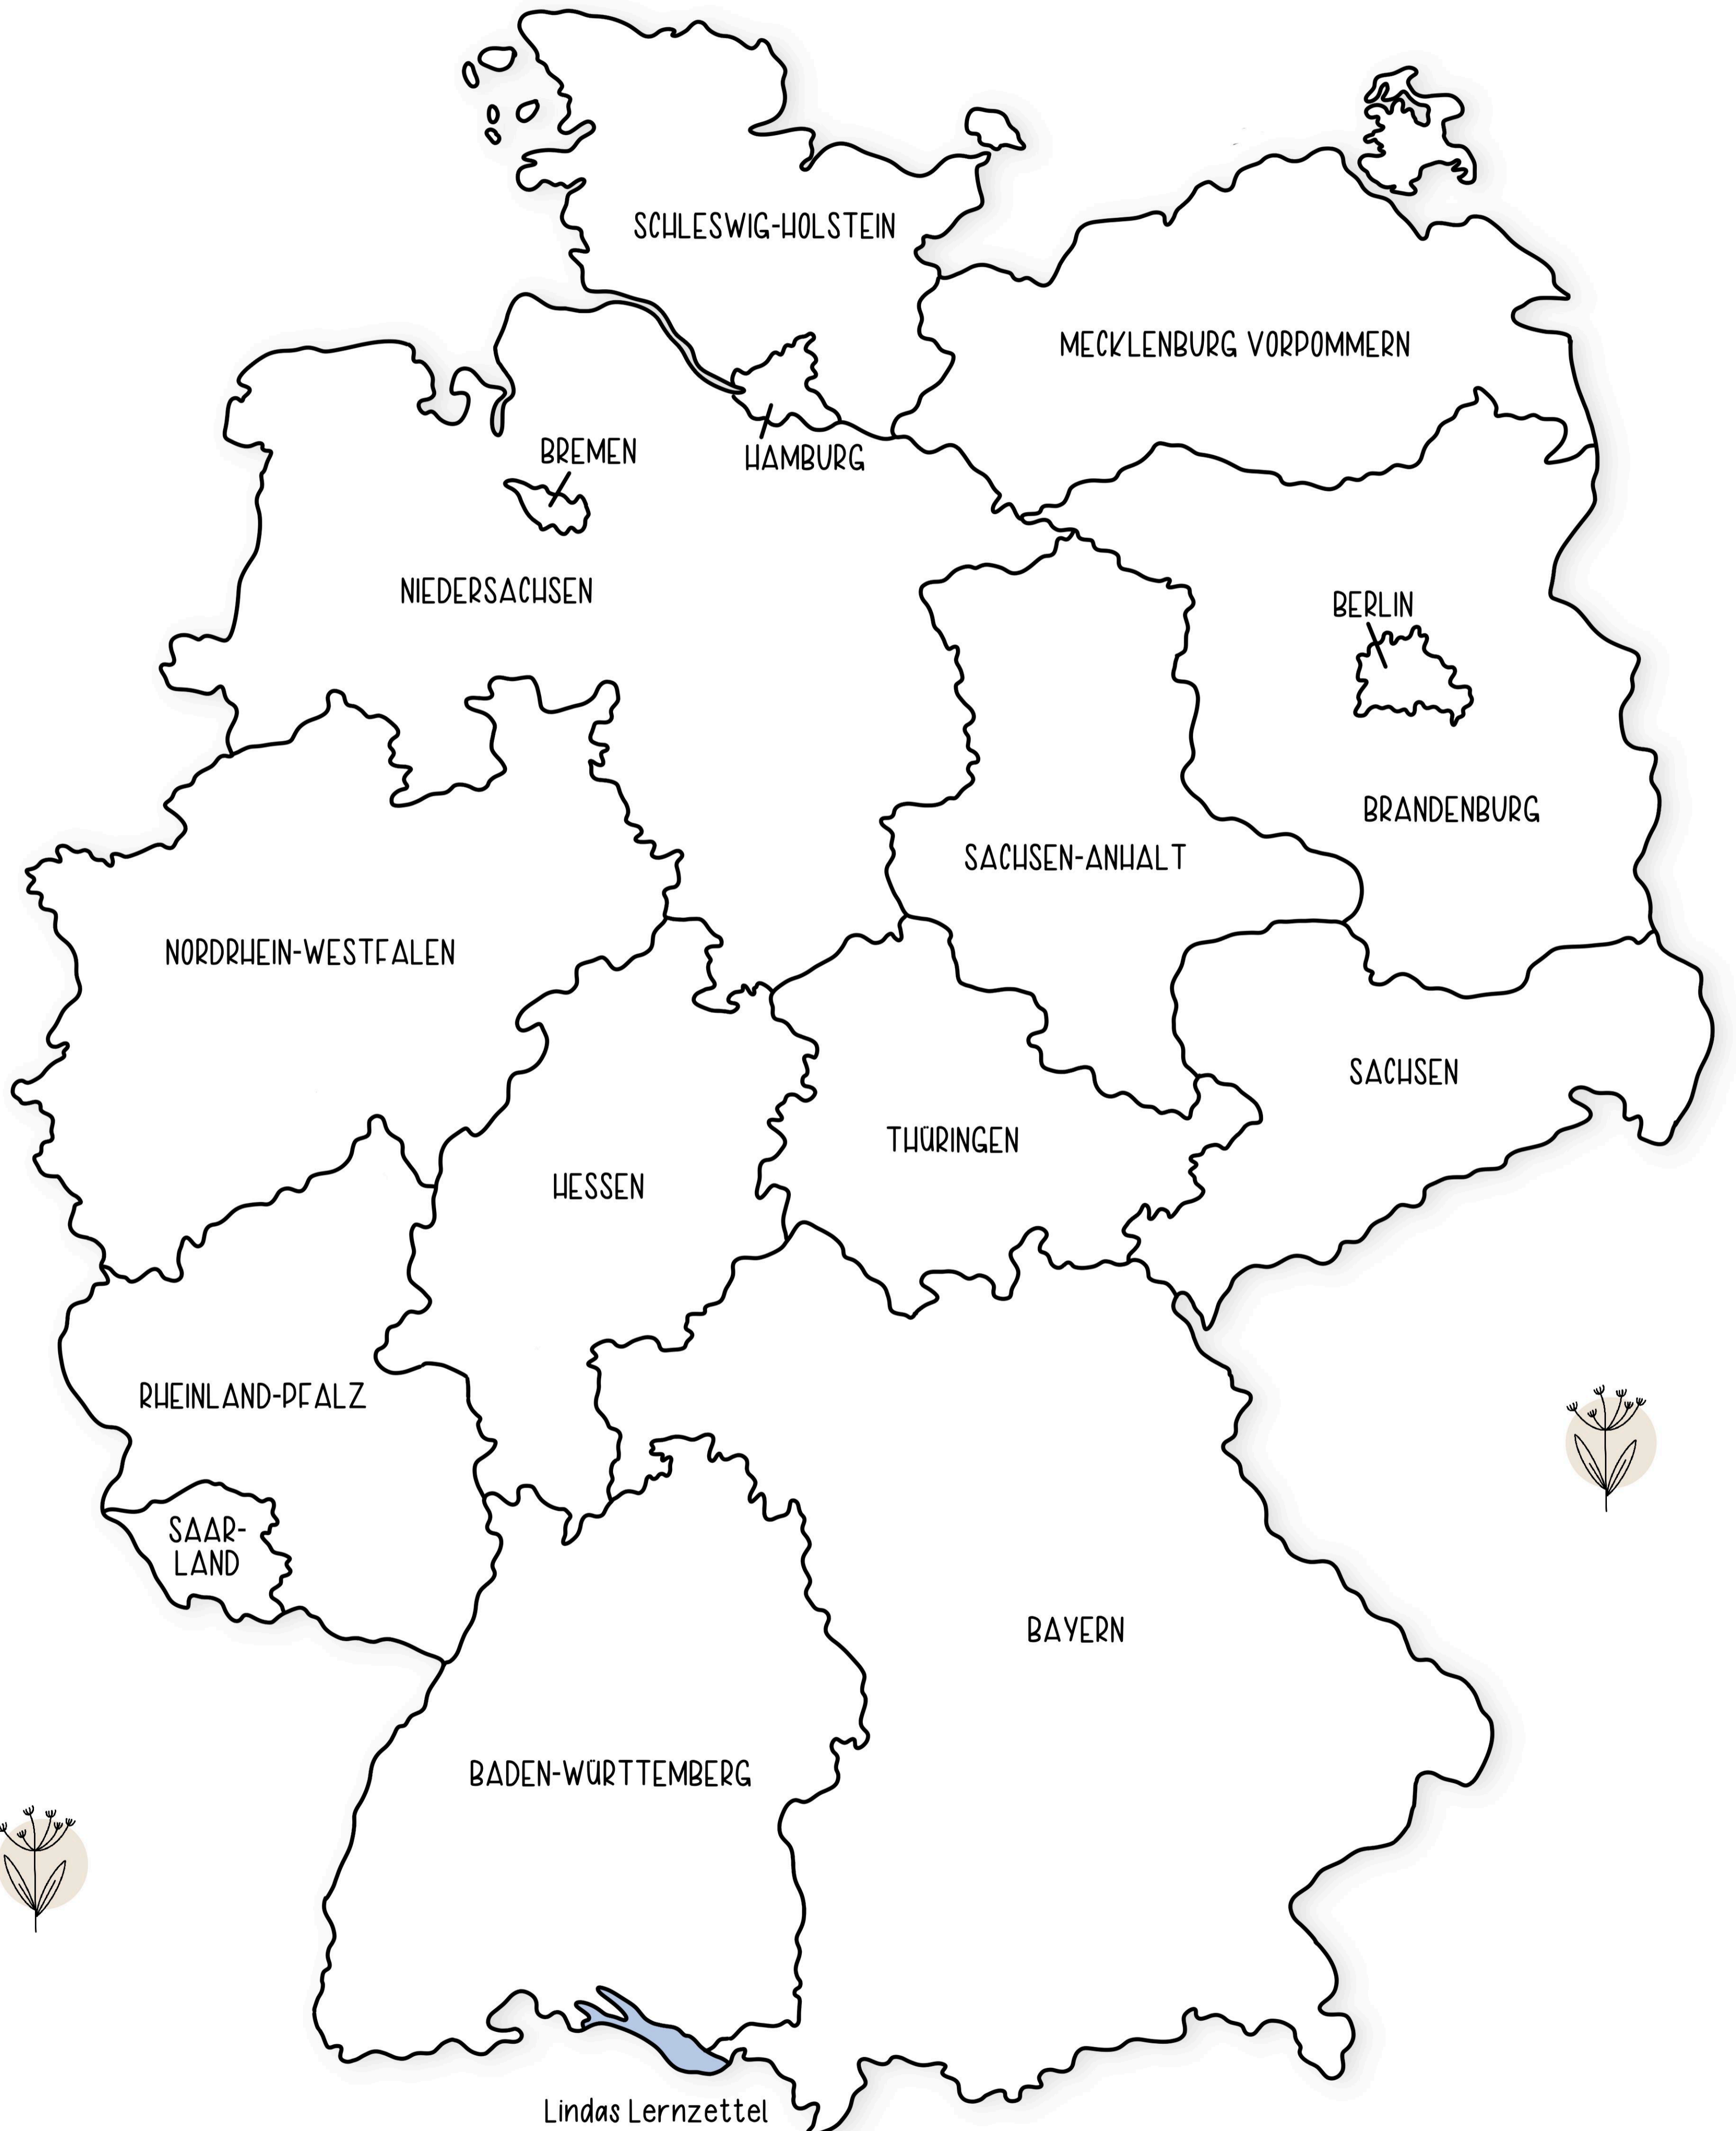 SCHLESWIG-HOLSTEIN
MECKLENBURG VORPOMMERN
BREMEN
HAMBURG
NIEDERSACHSEN
BERLIN
BRANDENBURG
SACHSEN-ANHALT
NORDRHEIN-WESTFALEN
SACHSEN
THÜRINGEN
HESSEN
RHEINLAND-PFALZ
SAAR-
LAND
BAYERN
BADEN-WÜRTTEMBERG
Lindas Lernzettel